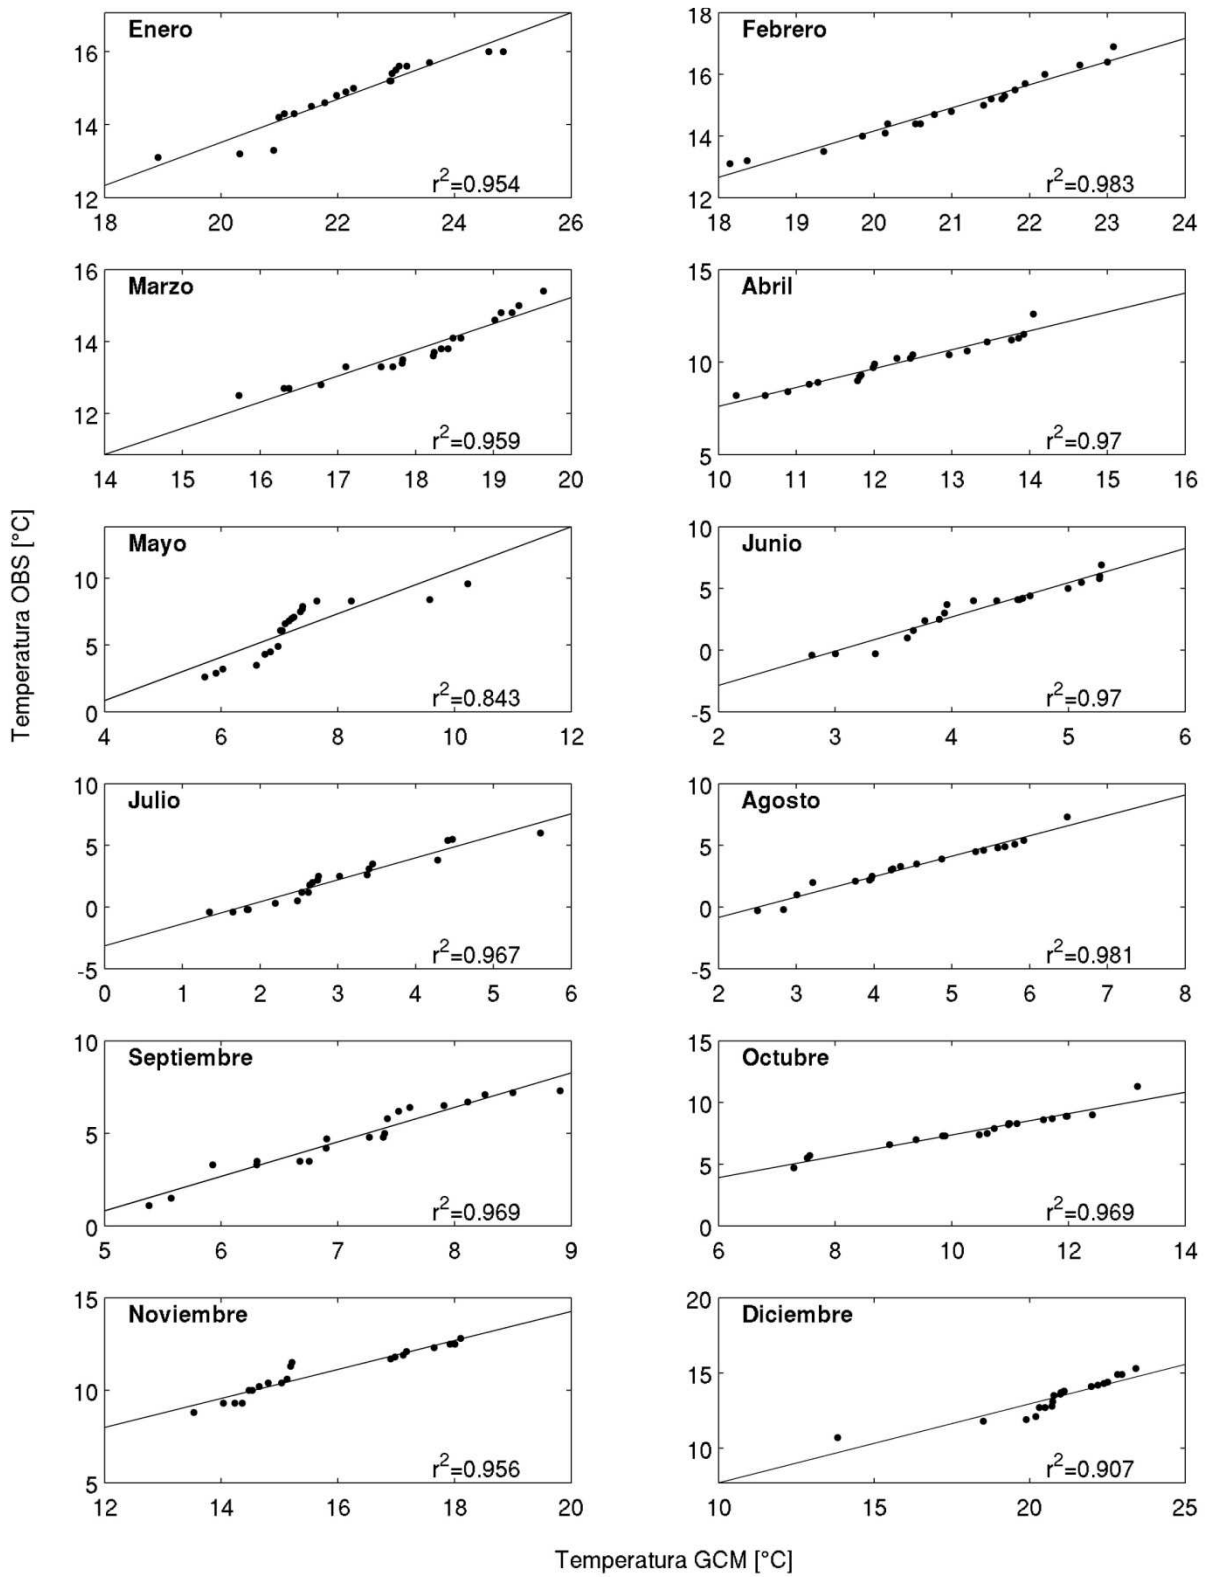 Enero
16
14
12
18 20 22 24 26
r²=0.954
Febrero
18
16
14
12
18 19 20 21 22 23 24
r²=0.983
Marzo
16
14
12
14 15 16 17 18 19 20
r²=0.959
Abril
15
10
5
10 11 12 13 14 15 16
r²=0.97
Temperatura OBS [°C]
Mayo
10
5
0
4 6 8 10 12
r²=0.843
Junio
10
5
0
-5
2 3 4 5 6
r²=0.97
Julio
10
5
0
-5
0 1 2 3 4 5 6
r²=0.967
Agosto
10
5
0
-5
2 3 4 5 6 7 8
r²=0.981
Septiembre
10
5
0
5 6 7 8 9
r²=0.969
Octubre
15
10
5
0
6 8 10 12 14
r²=0.969
Noviembre
15
10
5
12 14 16 18 20
r²=0.956
Diciembre
20
15
10
10 15 20 25
r²=0.907
Temperatura GCM [°C]